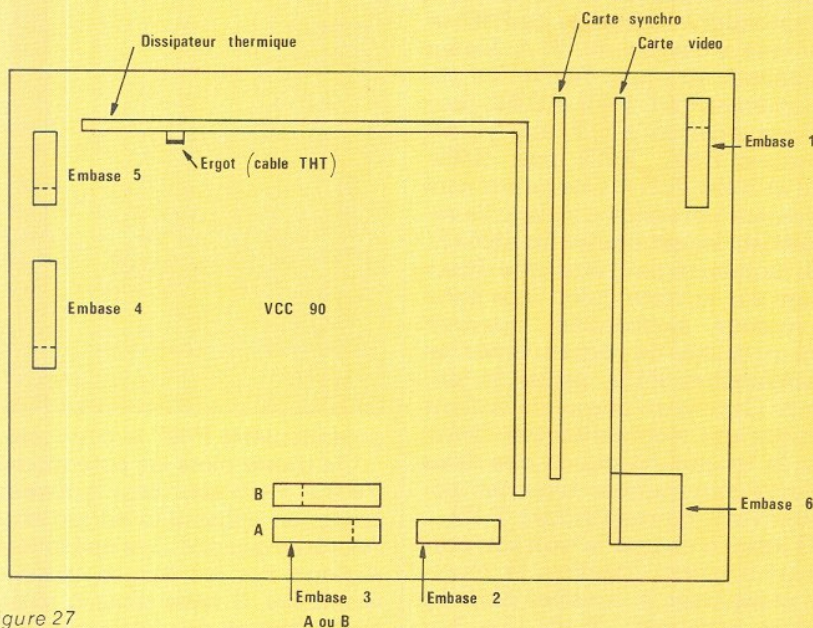 Carte synchro
Carte video
Dissipateur thermique
Embase 1
Ergot (cable THT)
Embase 5
Embase 4
VCC 90
B
A
Embase 6
Embase 3
A ou B
Embase 2
gure 27